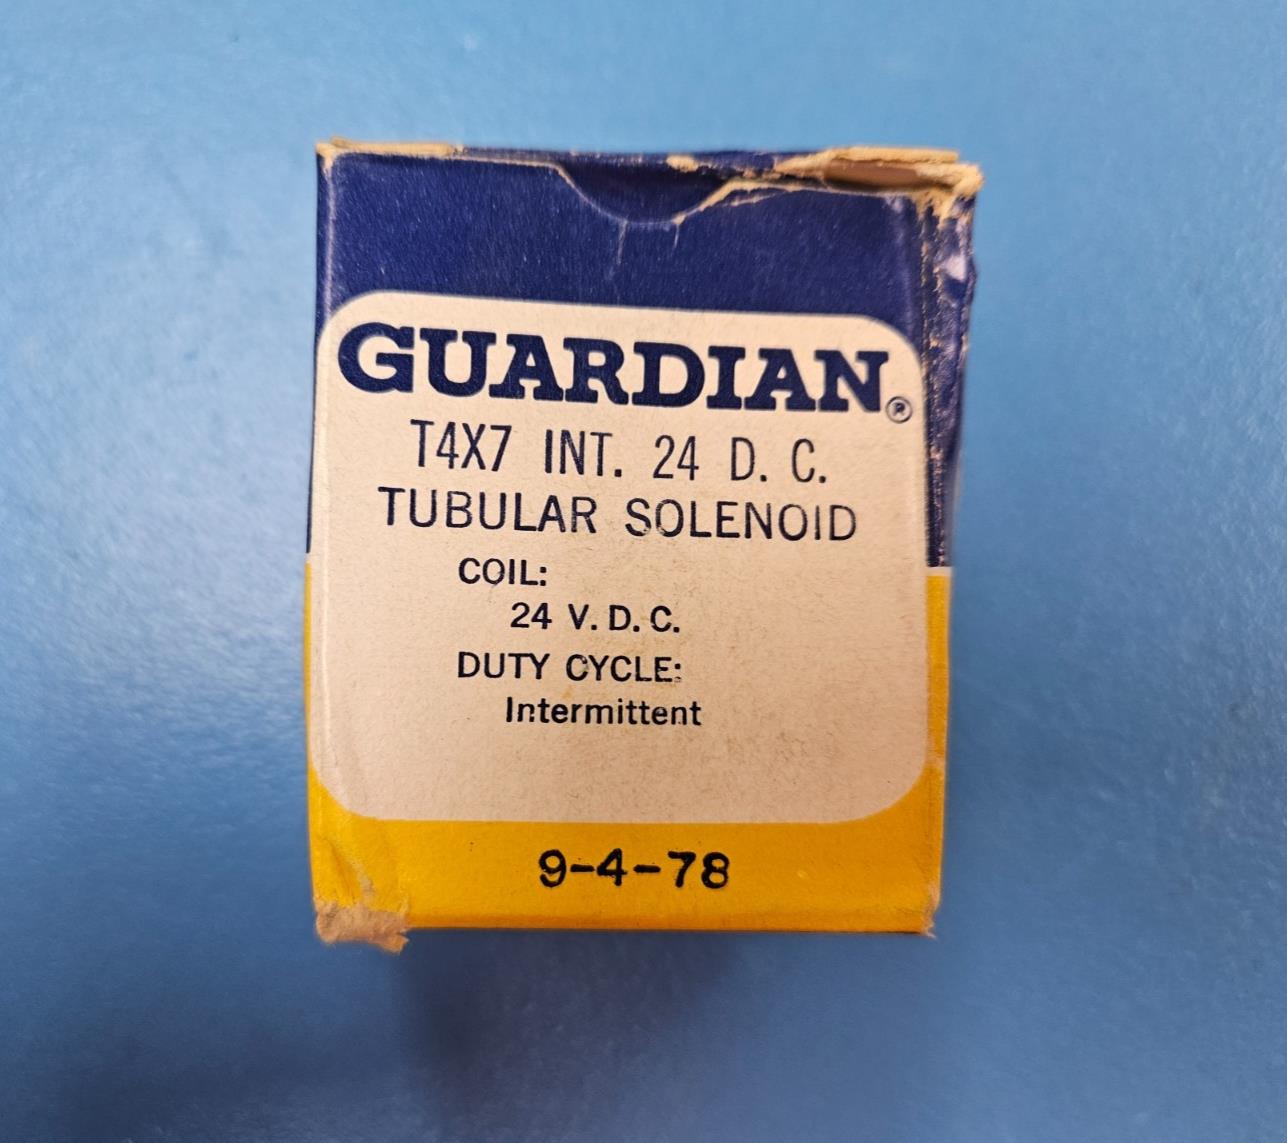 GUARDIAN®
T4X7 INT. 24 D. C.
TUBULAR SOLENOID
COIL:
24 V. D. C.
DUTY CYCLE:
Intermittent
9-4-78